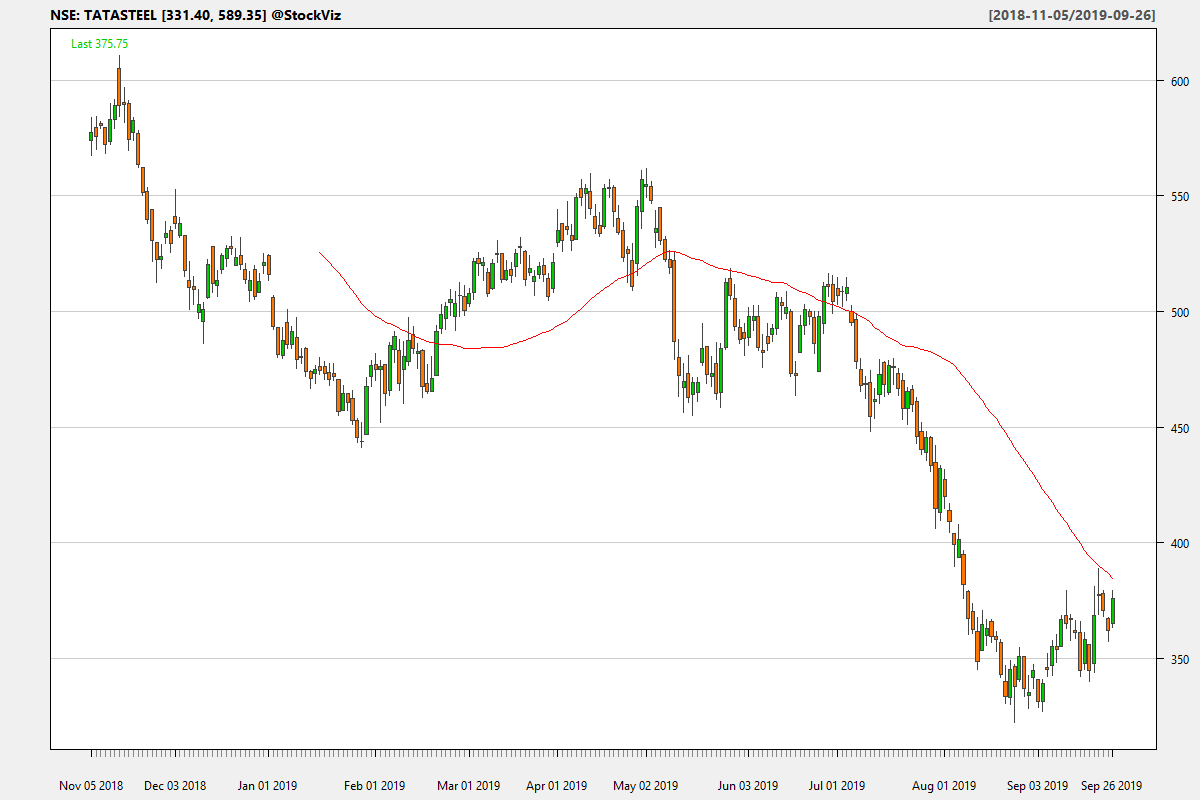 NSE: TATASTEEL [331.40, 589.35] @StockViz [2018-11-05/2019-09-26]
Last 375.75
600
550
500
450
400
350
Nov 05 2018 Dec 03 2018 Jan 01 2019 Feb 01 2019 Mar 01 2019 Apr 01 2019 May 02 2019 Jun 03 2019 Jul 01 2019 Aug 01 2019 Sep 03 2019 Sep 26 2019